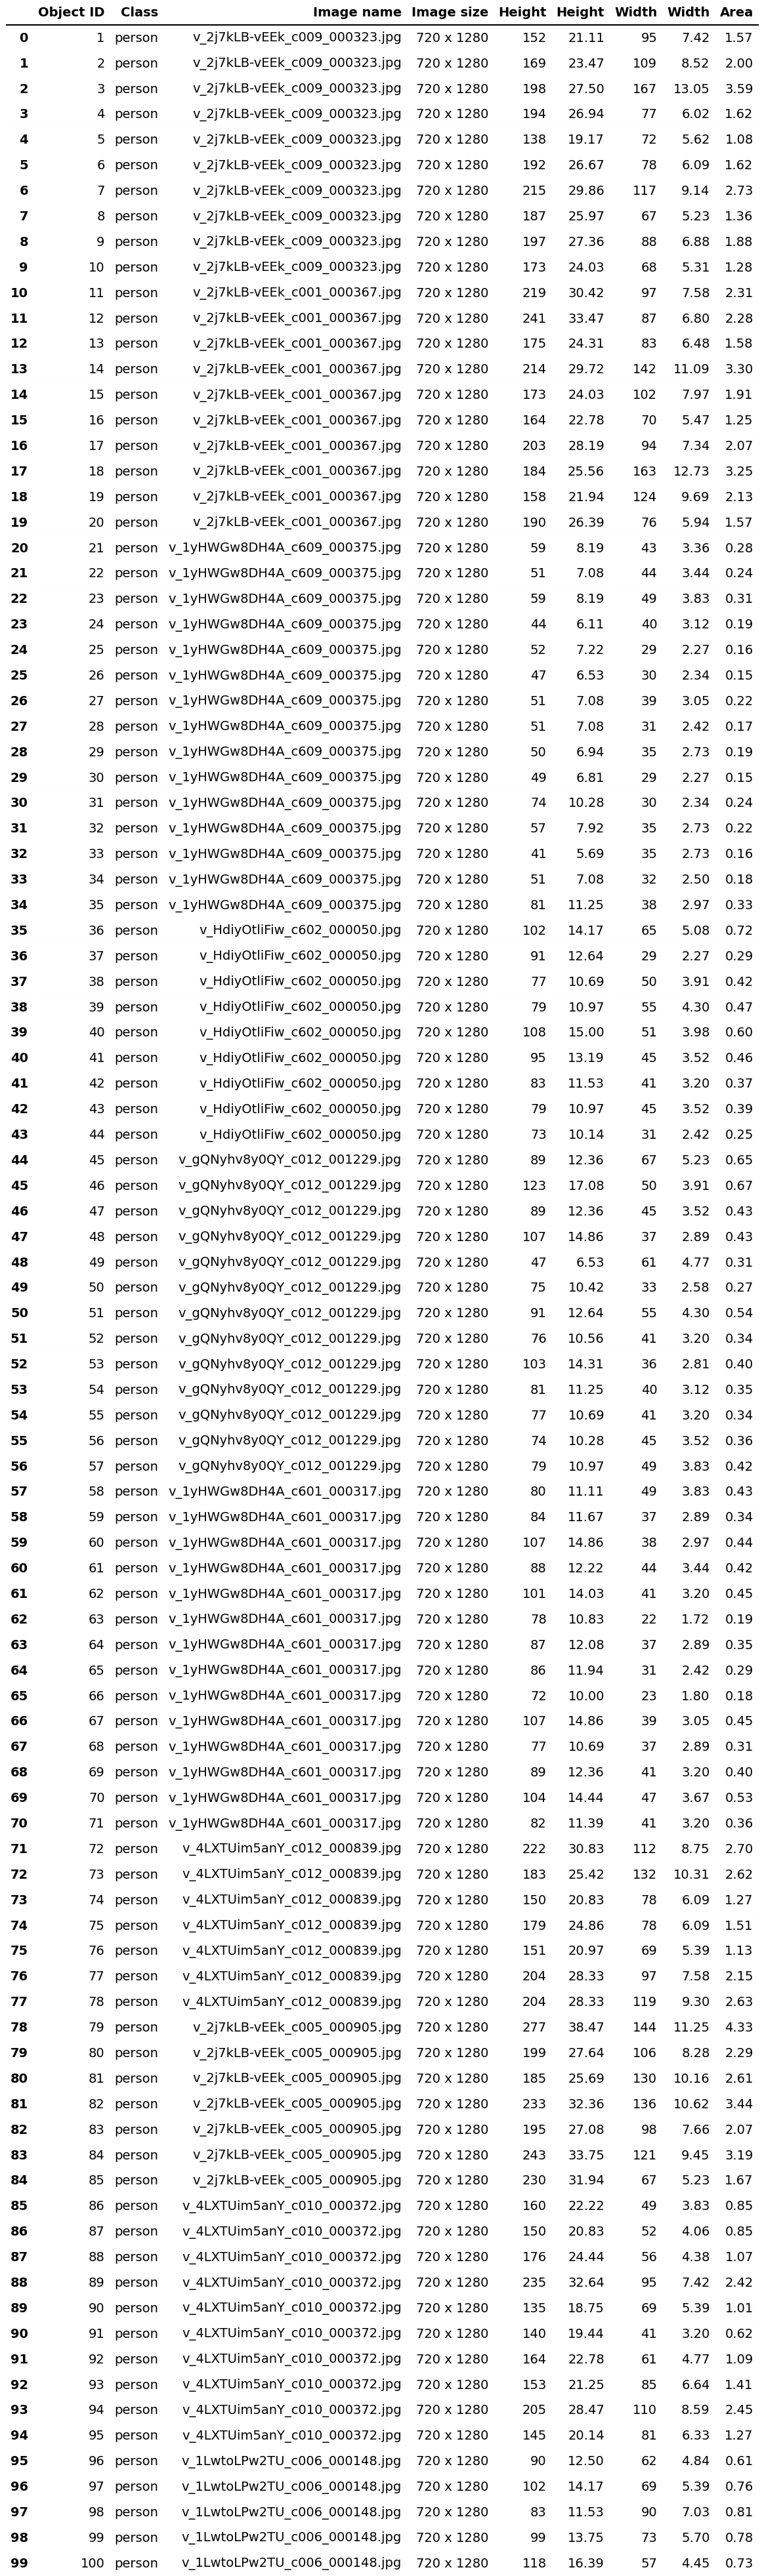 Object ID Class Image name Image size Height Height Width Width Area
0 1 person v_2j7kLB-vEEk_c009_000323.jpg 720 x 1280 152 21.11 95 7.42 1.57
1 2 person v_2j7kLB-vEEk_c009_000323.jpg 720 x 1280 169 23.47 109 8.52 2.00
2 3 person v_2j7kLB-vEEk_c009_000323.jpg 720 x 1280 198 27.50 167 13.05 3.59
3 4 person v_2j7kLB-vEEk_c009_000323.jpg 720 x 1280 194 26.94 77 6.02 1.62
4 5 person v_2j7kLB-vEEk_c009_000323.jpg 720 x 1280 138 19.17 72 5.62 1.08
5 6 person v_2j7kLB-vEEk_c009_000323.jpg 720 x 1280 192 26.67 78 6.09 1.62
6 7 person v_2j7kLB-vEEk_c009_000323.jpg 720 x 1280 215 29.86 117 9.14 2.73
7 8 person v_2j7kLB-vEEk_c009_000323.jpg 720 x 1280 187 25.97 67 5.23 1.36
8 9 person v_2j7kLB-vEEk_c009_000323.jpg 720 x 1280 197 27.36 88 6.88 1.88
9 10 person v_2j7kLB-vEEk_c009_000323.jpg 720 x 1280 173 24.03 68 5.31 1.28
10 11 person v_2j7kLB-vEEk_c001_000367.jpg 720 x 1280 219 30.42 97 7.58 2.31
11 12 person v_2j7kLB-vEEk_c001_000367.jpg 720 x 1280 241 33.47 87 6.80 2.28
12 13 person v_2j7kLB-vEEk_c001_000367.jpg 720 x 1280 175 24.31 83 6.48 1.58
13 14 person v_2j7kLB-vEEk_c001_000367.jpg 720 x 1280 214 29.72 142 11.09 3.30
14 15 person v_2j7kLB-vEEk_c001_000367.jpg 720 x 1280 173 24.03 102 7.97 1.91
15 16 person v_2j7kLB-vEEk_c001_000367.jpg 720 x 1280 164 22.78 70 5.47 1.25
16 17 person v_2j7kLB-vEEk_c001_000367.jpg 720 x 1280 203 28.19 94 7.34 2.07
17 18 person v_2j7kLB-vEEk_c001_000367.jpg 720 x 1280 184 25.56 163 12.73 3.25
18 19 person v_2j7kLB-vEEk_c001_000367.jpg 720 x 1280 158 21.94 124 9.69 2.13
19 20 person v_2j7kLB-vEEk_c001_000367.jpg 720 x 1280 190 26.39 76 5.94 1.57
20 21 person v_1yHWGw8DH4A_c609_000375.jpg 720 x 1280 59 8.19 43 3.36 0.28
21 22 person v_1yHWGw8DH4A_c609_000375.jpg 720 x 1280 51 7.08 44 3.44 0.24
22 23 person v_1yHWGw8DH4A_c609_000375.jpg 720 x 1280 59 8.19 49 3.83 0.31
23 24 person v_1yHWGw8DH4A_c609_000375.jpg 720 x 1280 44 6.11 40 3.12 0.19
24 25 person v_1yHWGw8DH4A_c609_000375.jpg 720 x 1280 52 7.22 29 2.27 0.16
25 26 person v_1yHWGw8DH4A_c609_000375.jpg 720 x 1280 47 6.53 30 2.34 0.15
26 27 person v_1yHWGw8DH4A_c609_000375.jpg 720 x 1280 51 7.08 39 3.05 0.22
27 28 person v_1yHWGw8DH4A_c609_000375.jpg 720 x 1280 51 7.08 31 2.42 0.17
28 29 person v_1yHWGw8DH4A_c609_000375.jpg 720 x 1280 50 6.94 35 2.73 0.19
29 30 person v_1yHWGw8DH4A_c609_000375.jpg 720 x 1280 49 6.81 29 2.27 0.15
30 31 person v_1yHWGw8DH4A_c609_000375.jpg 720 x 1280 74 10.28 30 2.34 0.24
31 32 person v_1yHWGw8DH4A_c609_000375.jpg 720 x 1280 57 7.92 35 2.73 0.22
32 33 person v_1yHWGw8DH4A_c609_000375.jpg 720 x 1280 41 5.69 35 2.73 0.16
33 34 person v_1yHWGw8DH4A_c609_000375.jpg 720 x 1280 51 7.08 32 2.50 0.18
34 35 person v_1yHWGw8DH4A_c609_000375.jpg 720 x 1280 81 11.25 38 2.97 0.33
35 36 person v_HdiyOtliFiw_c602_000050.jpg 720 x 1280 102 14.17 65 5.08 0.72
36 37 person v_HdiyOtliFiw_c602_000050.jpg 720 x 1280 91 12.64 29 2.27 0.29
37 38 person v_HdiyOtliFiw_c602_000050.jpg 720 x 1280 77 10.69 50 3.91 0.42
38 39 person v_HdiyOtliFiw_c602_000050.jpg 720 x 1280 79 10.97 55 4.30 0.47
39 40 person v_HdiyOtliFiw_c602_000050.jpg 720 x 1280 108 15.00 51 3.98 0.60
40 41 person v_HdiyOtliFiw_c602_000050.jpg 720 x 1280 95 13.19 45 3.52 0.46
41 42 person v_HdiyOtliFiw_c602_000050.jpg 720 x 1280 83 11.53 41 3.20 0.37
42 43 person v_HdiyOtliFiw_c602_000050.jpg 720 x 1280 79 10.97 45 3.52 0.39
43 44 person v_HdiyOtliFiw_c602_000050.jpg 720 x 1280 73 10.14 31 2.42 0.25
44 45 person v_gQNyhv8y0QY_c012_001229.jpg 720 x 1280 89 12.36 67 5.23 0.65
45 46 person v_gQNyhv8y0QY_c012_001229.jpg 720 x 1280 123 17.08 50 3.91 0.67
46 47 person v_gQNyhv8y0QY_c012_001229.jpg 720 x 1280 89 12.36 45 3.52 0.43
47 48 person v_gQNyhv8y0QY_c012_001229.jpg 720 x 1280 107 14.86 37 2.89 0.43
48 49 person v_gQNyhv8y0QY_c012_001229.jpg 720 x 1280 47 6.53 61 4.77 0.31
49 50 person v_gQNyhv8y0QY_c012_001229.jpg 720 x 1280 75 10.42 33 2.58 0.27
50 51 person v_gQNyhv8y0QY_c012_001229.jpg 720 x 1280 91 12.64 55 4.30 0.54
51 52 person v_gQNyhv8y0QY_c012_001229.jpg 720 x 1280 76 10.56 41 3.20 0.34
52 53 person v_gQNyhv8y0QY_c012_001229.jpg 720 x 1280 103 14.31 36 2.81 0.40
53 54 person v_gQNyhv8y0QY_c012_001229.jpg 720 x 1280 81 11.25 40 3.12 0.35
54 55 person v_gQNyhv8y0QY_c012_001229.jpg 720 x 1280 77 10.69 41 3.20 0.34
55 56 person v_gQNyhv8y0QY_c012_001229.jpg 720 x 1280 74 10.28 45 3.52 0.36
56 57 person v_gQNyhv8y0QY_c012_001229.jpg 720 x 1280 79 10.97 49 3.83 0.42
57 58 person v_1yHWGw8DH4A_c601_000317.jpg 720 x 1280 80 11.11 49 3.83 0.43
58 59 person v_1yHWGw8DH4A_c601_000317.jpg 720 x 1280 84 11.67 37 2.89 0.34
59 60 person v_1yHWGw8DH4A_c601_000317.jpg 720 x 1280 107 14.86 38 2.97 0.44
60 61 person v_1yHWGw8DH4A_c601_000317.jpg 720 x 1280 88 12.22 44 3.44 0.42
61 62 person v_1yHWGw8DH4A_c601_000317.jpg 720 x 1280 101 14.03 41 3.20 0.45
62 63 person v_1yHWGw8DH4A_c601_000317.jpg 720 x 1280 78 10.83 22 1.72 0.19
63 64 person v_1yHWGw8DH4A_c601_000317.jpg 720 x 1280 87 12.08 37 2.89 0.35
64 65 person v_1yHWGw8DH4A_c601_000317.jpg 720 x 1280 86 11.94 31 2.42 0.29
65 66 person v_1yHWGw8DH4A_c601_000317.jpg 720 x 1280 72 10.00 23 1.80 0.18
66 67 person v_1yHWGw8DH4A_c601_000317.jpg 720 x 1280 107 14.86 39 3.05 0.45
67 68 person v_1yHWGw8DH4A_c601_000317.jpg 720 x 1280 77 10.69 37 2.89 0.31
68 69 person v_1yHWGw8DH4A_c601_000317.jpg 720 x 1280 89 12.36 41 3.20 0.40
69 70 person v_1yHWGw8DH4A_c601_000317.jpg 720 x 1280 104 14.44 47 3.67 0.53
70 71 person v_1yHWGw8DH4A_c601_000317.jpg 720 x 1280 82 11.39 41 3.20 0.36
71 72 person v_4LXTUim5anY_c012_000839.jpg 720 x 1280 222 30.83 112 8.75 2.70
72 73 person v_4LXTUim5anY_c012_000839.jpg 720 x 1280 183 25.42 132 10.31 2.62
73 74 person v_4LXTUim5anY_c012_000839.jpg 720 x 1280 150 20.83 78 6.09 1.27
74 75 person v_4LXTUim5anY_c012_000839.jpg 720 x 1280 179 24.86 78 6.09 1.51
75 76 person v_4LXTUim5anY_c012_000839.jpg 720 x 1280 151 20.97 69 5.39 1.13
76 77 person v_4LXTUim5anY_c012_000839.jpg 720 x 1280 204 28.33 97 7.58 2.15
77 78 person v_4LXTUim5anY_c012_000839.jpg 720 x 1280 204 28.33 119 9.30 2.63
78 79 person v_2j7kLB-vEEk_c005_000905.jpg 720 x 1280 277 38.47 144 11.25 4.33
79 80 person v_2j7kLB-vEEk_c005_000905.jpg 720 x 1280 199 27.64 106 8.28 2.29
80 81 person v_2j7kLB-vEEk_c005_000905.jpg 720 x 1280 185 25.69 130 10.16 2.61
81 82 person v_2j7kLB-vEEk_c005_000905.jpg 720 x 1280 233 32.36 136 10.62 3.44
82 83 person v_2j7kLB-vEEk_c005_000905.jpg 720 x 1280 195 27.08 98 7.66 2.07
83 84 person v_2j7kLB-vEEk_c005_000905.jpg 720 x 1280 243 33.75 121 9.45 3.19
84 85 person v_2j7kLB-vEEk_c005_000905.jpg 720 x 1280 230 31.94 67 5.23 1.67
85 86 person v_4LXTUim5anY_c010_000372.jpg 720 x 1280 160 22.22 49 3.83 0.85
86 87 person v_4LXTUim5anY_c010_000372.jpg 720 x 1280 150 20.83 52 4.06 0.85
87 88 person v_4LXTUim5anY_c010_000372.jpg 720 x 1280 176 24.44 56 4.38 1.07
88 89 person v_4LXTUim5anY_c010_000372.jpg 720 x 1280 235 32.64 95 7.42 2.42
89 90 person v_4LXTUim5anY_c010_000372.jpg 720 x 1280 135 18.75 69 5.39 1.01
90 91 person v_4LXTUim5anY_c010_000372.jpg 720 x 1280 140 19.44 41 3.20 0.62
91 92 person v_4LXTUim5anY_c010_000372.jpg 720 x 1280 164 22.78 61 4.77 1.09
92 93 person v_4LXTUim5anY_c010_000372.jpg 720 x 1280 153 21.25 85 6.64 1.41
93 94 person v_4LXTUim5anY_c010_000372.jpg 720 x 1280 205 28.47 110 8.59 2.45
94 95 person v_4LXTUim5anY_c010_000372.jpg 720 x 1280 145 20.14 81 6.33 1.27
95 96 person v_1LwtoLPw2TU_c006_000148.jpg 720 x 1280 90 12.50 62 4.84 0.61
96 97 person v_1LwtoLPw2TU_c006_000148.jpg 720 x 1280 102 14.17 69 5.39 0.76
97 98 person v_1LwtoLPw2TU_c006_000148.jpg 720 x 1280 83 11.53 90 7.03 0.81
98 99 person v_1LwtoLPw2TU_c006_000148.jpg 720 x 1280 99 13.75 73 5.70 0.78
99 100 person v_1LwtoLPw2TU_c006_000148.jpg 720 x 1280 118 16.39 57 4.45 0.73